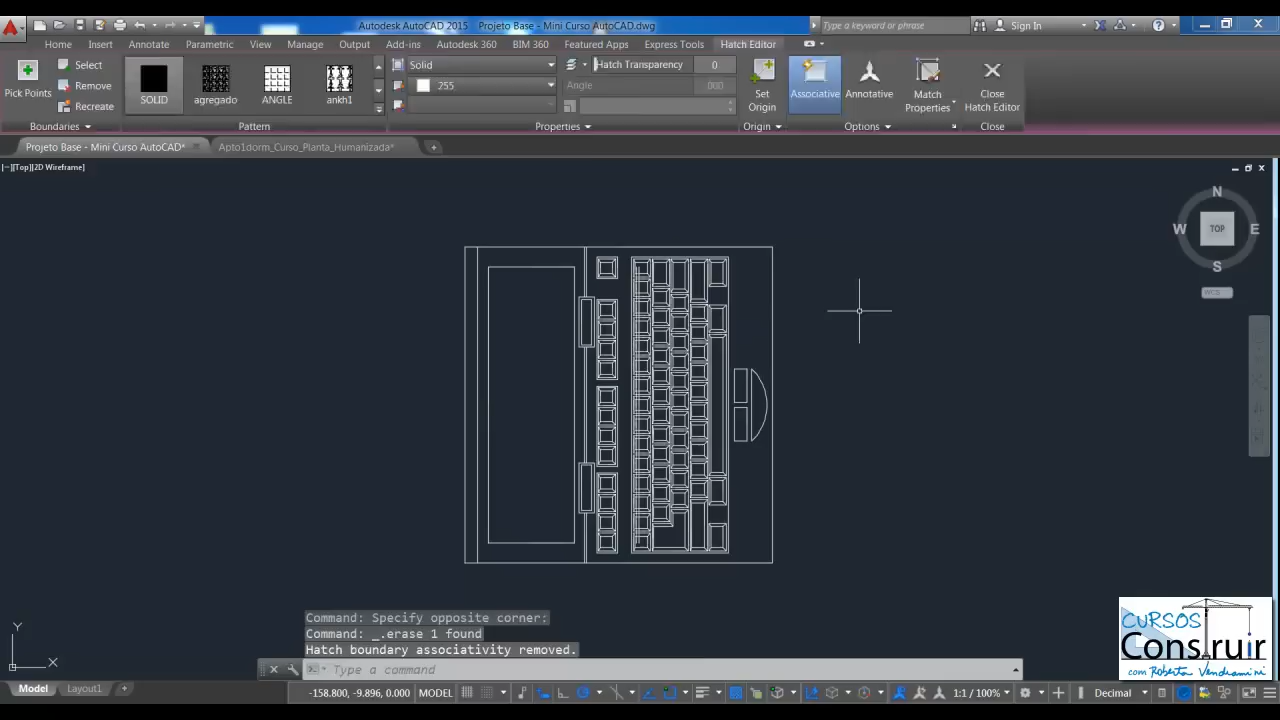 Autodesk AutoCAD 2015 Projeto Base - Mini Curso AutoCAD.dwg
Type a keyword or phrase
Sign In
Home Insert Annotate Parametric View Manage Output Add-ins Autodesk 360 BIM 360 Featured Apps Express Tools Hatch Editor
Pick Points
Select
Remove
Recreate
Boundaries
SOLID agregado ANGLE ankh1
Pattern
Solid
255
Hatch Transparency 0
Angle 000
Properties
Set Origin
Origin
Associative
Annotative
Match Properties
Options
Close Hatch Editor
Close
Projeto Base - Mini Curso AutoCAD* Apto1dorm_Curso_Planta_Humanizada*
[−][Top][2D Wireframe]
N
W TOP E
S
WCS
Command: Specify opposite corner:
Command: _.erase 1 found
Hatch boundary associativity removed.
Type a command
Y
X
Model Layout1
-158.800, -9.896, 0.000 MODEL 1:1 / 100% Decimal
CURSOS
Construir
com Roberta Vendramini